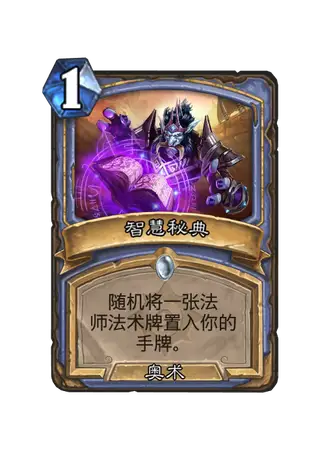 1
智慧秘典
随机将一张法
师法术牌置入你的
手牌。
奥术